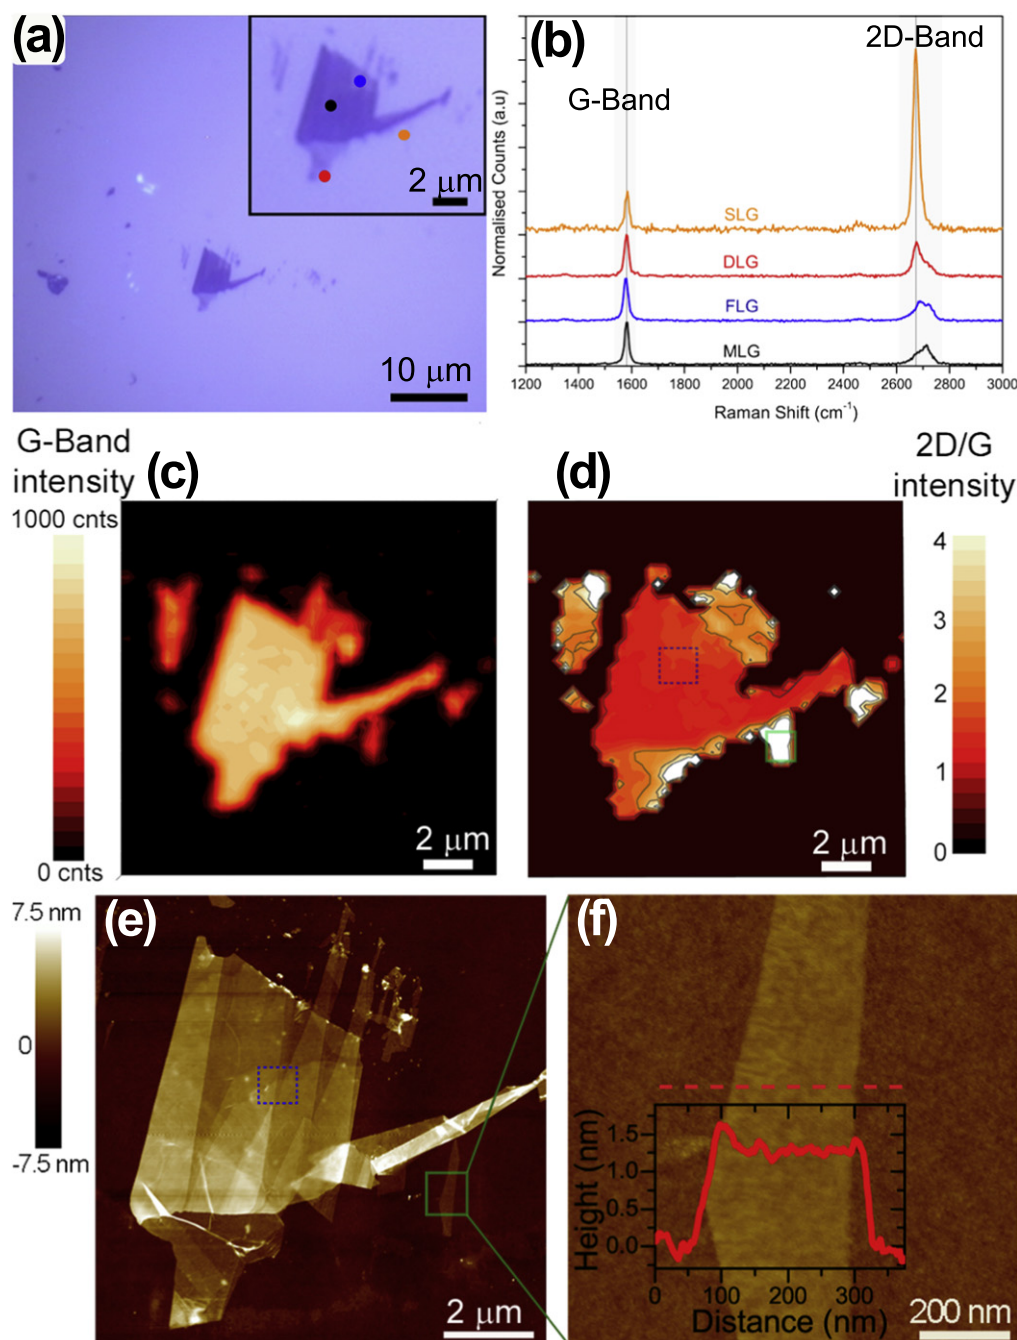 (a)
2 μm
10 μm
(b)
G-Band
2D-Band
Normalised Counts (a.u)
SLG
DLG
FLG
MLG
1200
1600
2000
2400
2200
2600
3000
Raman Shift (cm-1)
G-Band
intensity
1000 cnts
0 cnts
(c)
2 μm
(d)
2D/G
intensity
4
3
2
1
0
2 μm
7.5 nm
0
-7.5 nm
(e)
2 μm
(f)
Height (nm)
1.5
1.0
0.5
0.0
0
100
200
300
Distance (nm)
200 nm